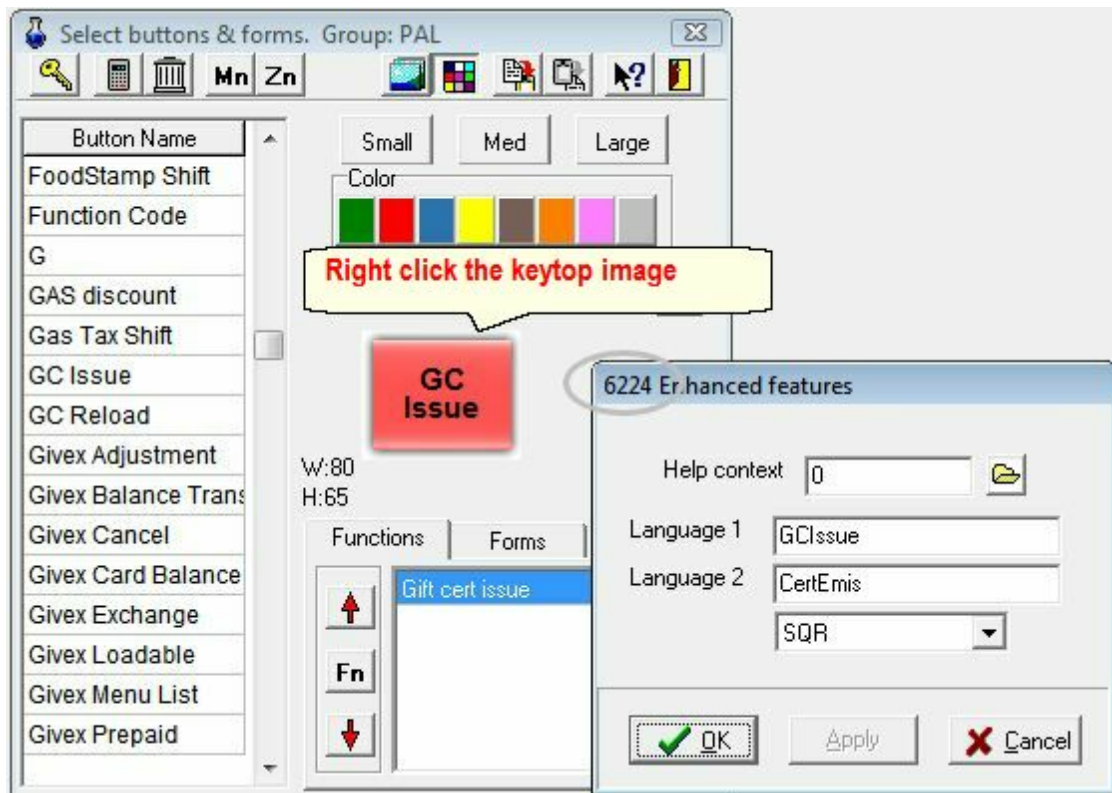 Select buttons & forms. Group: PAL
Mn Zn
Button Name
FoodStamp Shift
Function Code
G
GAS discount
Gas Tax Shift
GC Issue
GC Reload
Givex Adjustment
Givex Balance Trans
Givex Cancel
Givex Card Balance
Givex Exchange
Givex Loadable
Givex Menu List
Givex Prepaid
Small Med Large
Color
Right click the keytop image
GC
Issue
W:80
H:65
Functions Forms
Gift cert issue
Fn
6224 Enhanced features
Help context 0
Language 1 GCIssue
Language 2 CertEmis
SQR
OK Apply Cancel